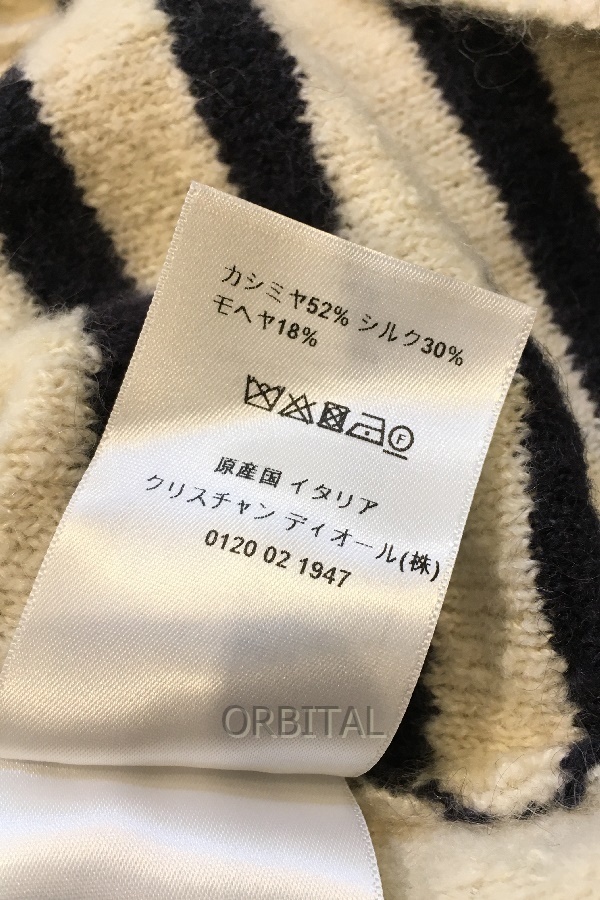 カシミヤ52% シルク30%
モヘヤ18%
F
原産国 イタリア
クリスチャン ディオール(株)
0120 02 1947
ORBITAL